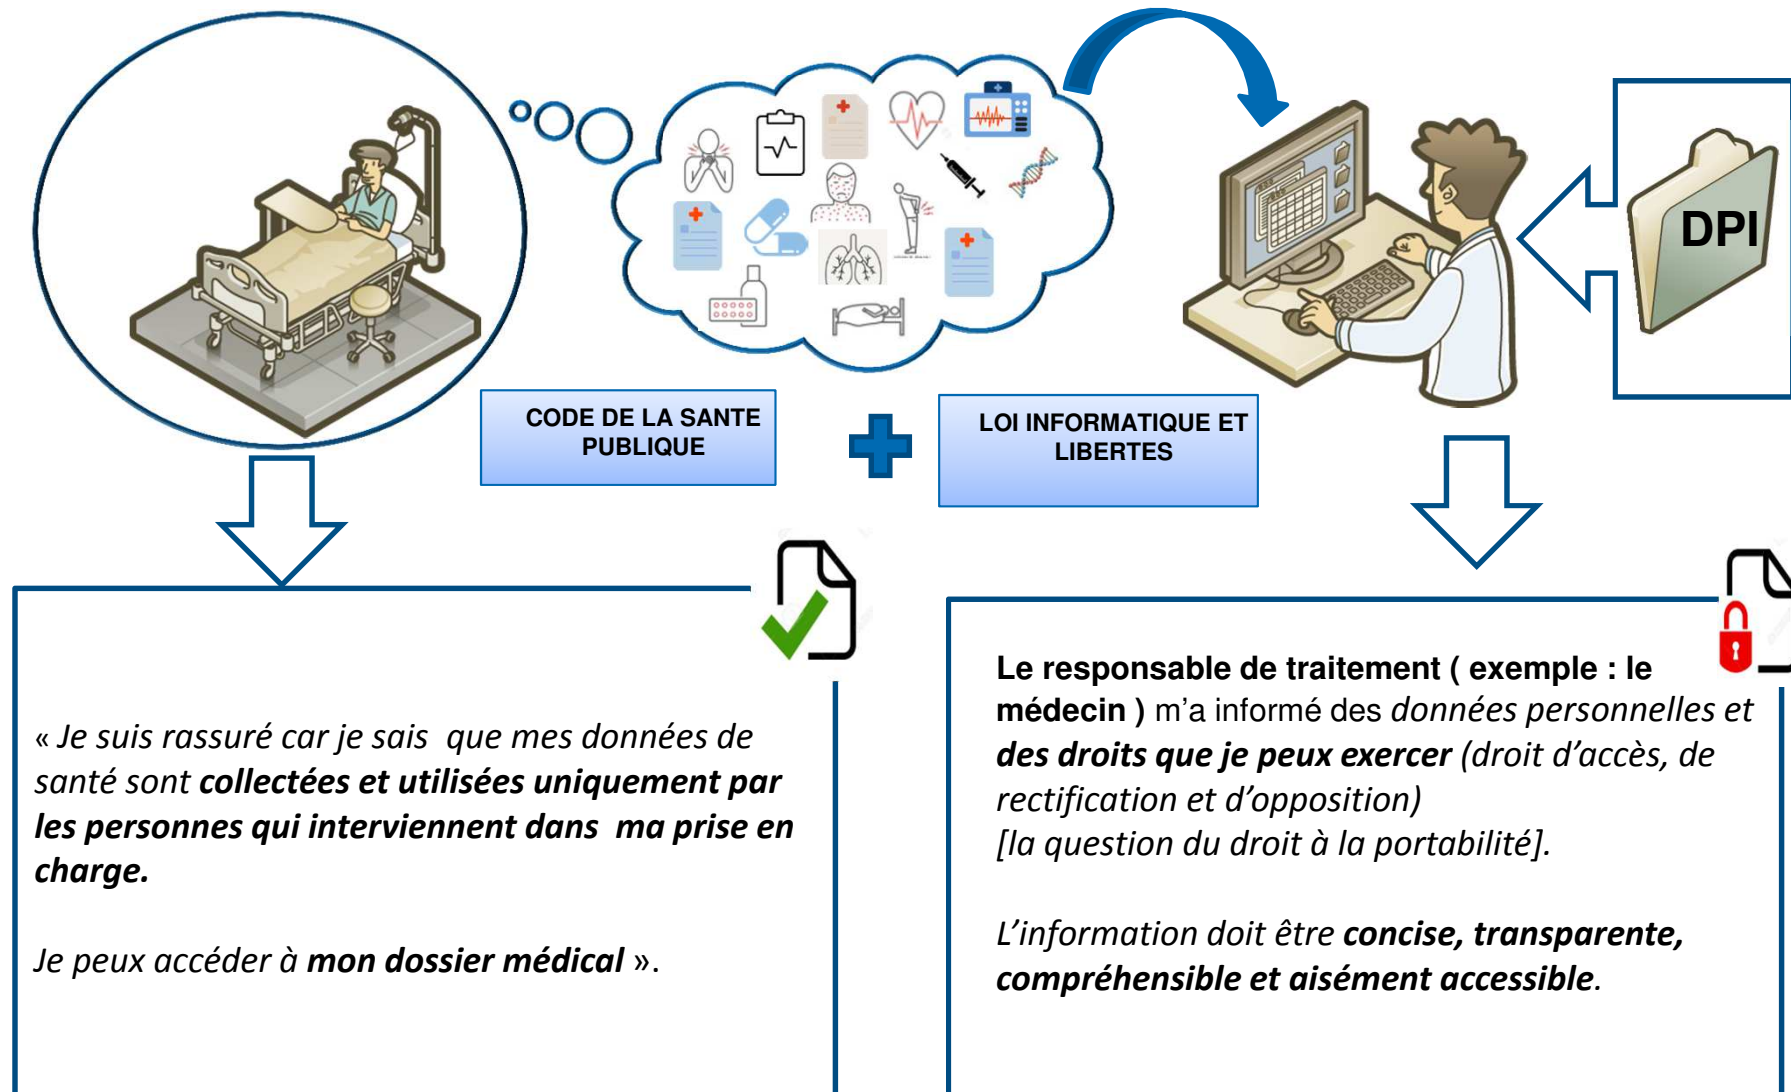 DPI
CODE DE LA SANTE
PUBLIQUE
LOI INFORMATIQUE ET
LIBERTES
« Je suis rassuré car je sais que mes données de
santé sont collectées et utilisées uniquement par
les personnes qui interviennent dans ma prise en
charge.
Je peux accéder à mon dossier médical ».
Le responsable de traitement ( exemple : le
médecin ) m’a informé des données personnelles et
des droits que je peux exercer (droit d’accès, de
rectification et d’opposition)
[la question du droit à la portabilité].
L’information doit être concise, transparente,
compréhensible et aisément accessible.